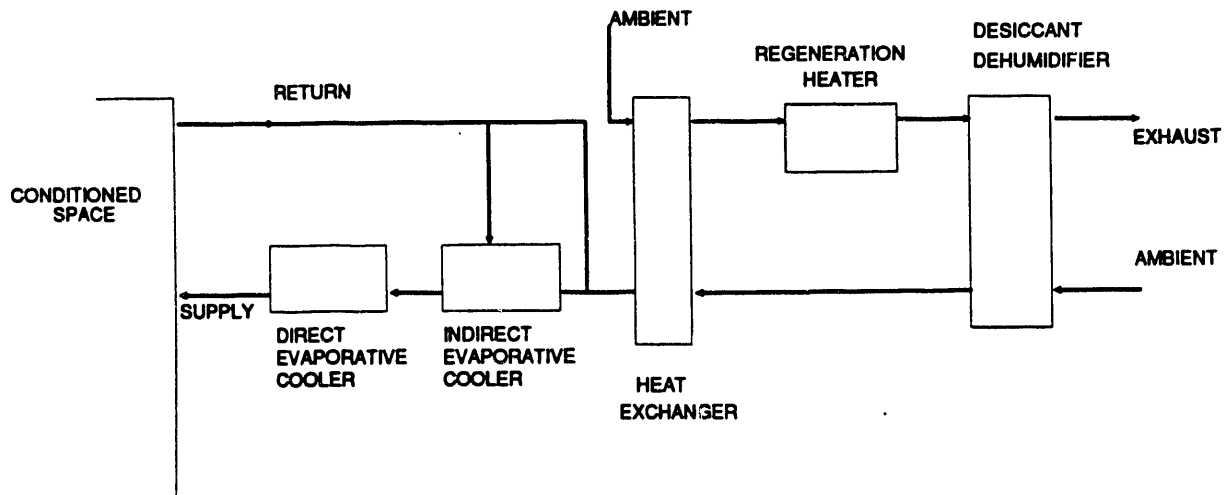 AMBIENT
DESICCANT
DEHUMIDIFIER
REGENERATION
HEATER
RETURN
EXHAUST
CONDITIONED
SPACE
AMBIENT
SUPPLY
DIRECT
EVAPORATIVE
COOLER
INDIRECT
EVAPORATIVE
COOLER
HEAT
EXCHANGER